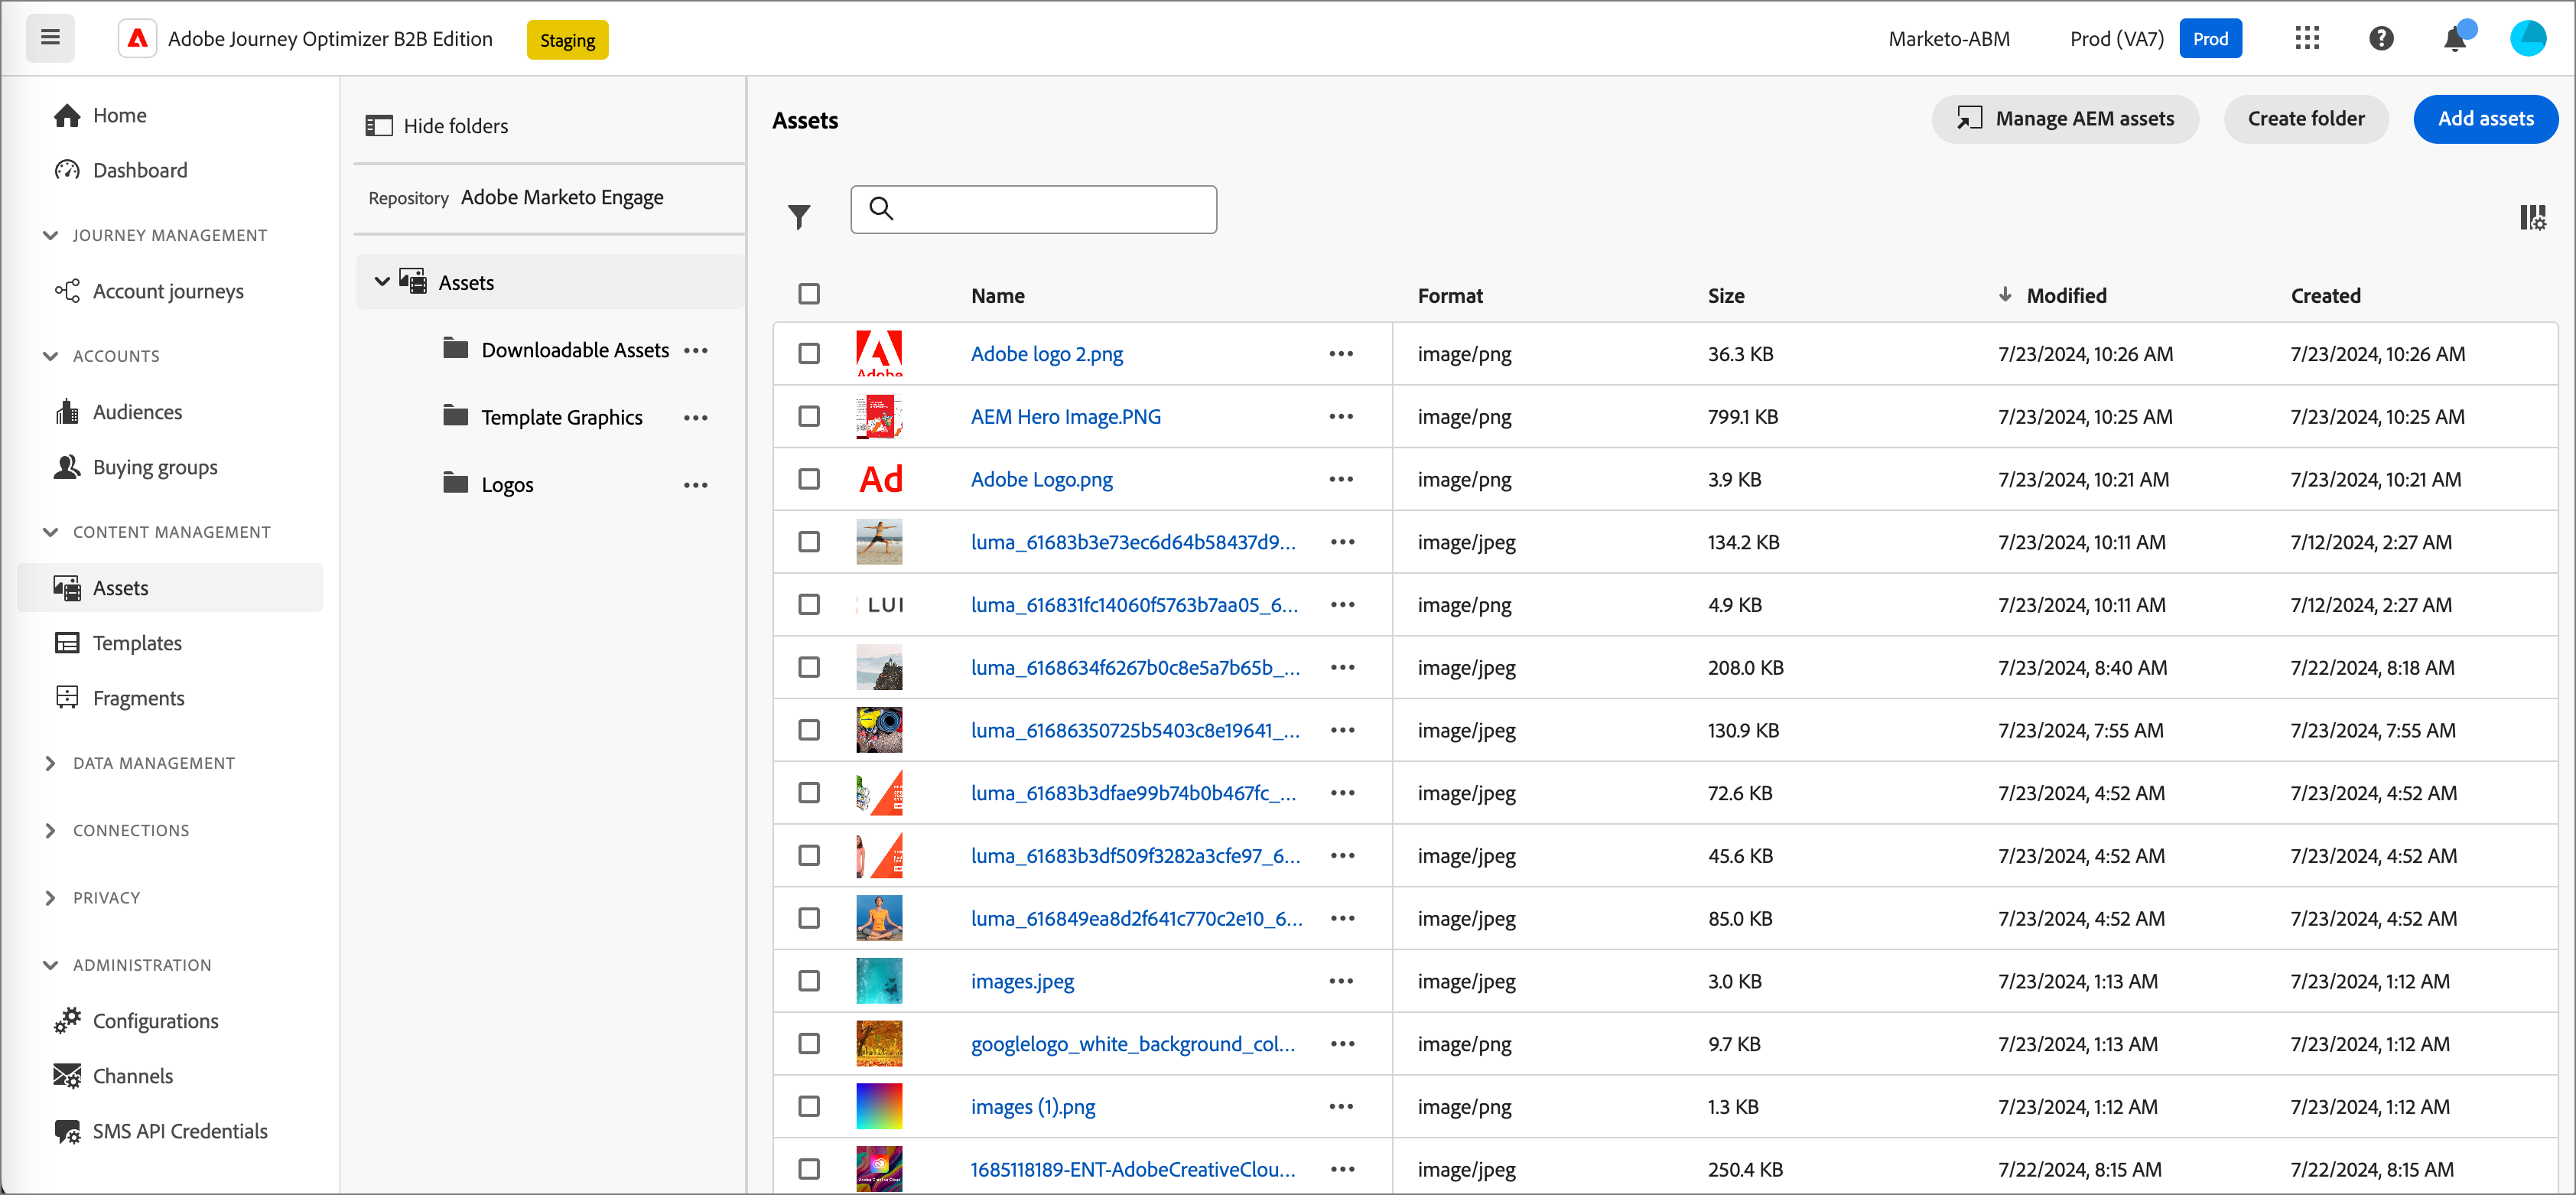 Adobe Journey Optimizer B2B Edition Staging Marketo-ABM Prod (VA7) Prod
Home
Dashboard
JOURNEY MANAGEMENT
Account journeys
ACCOUNTS
Audiences
Buying groups
CONTENT MANAGEMENT
Assets
Templates
Fragments
DATA MANAGEMENT
CONNECTIONS
PRIVACY
ADMINISTRATION
Configurations
Channels
SMS API Credentials
Hide folders
Repository Adobe Marketo Engage
Assets
Downloadable Assets
Template Graphics
Logos
Assets Manage AEM assets Create folder Add assets
Name Format Size Modified Created
Adobe Adobe logo 2.png image/png 36.3 KB 7/23/2024, 10:26 AM 7/23/2024, 10:26 AM
AEM Hero Image.PNG image/png 799.1 KB 7/23/2024, 10:25 AM 7/23/2024, 10:25 AM
Ad Adobe Logo.png image/png 3.9 KB 7/23/2024, 10:21 AM 7/23/2024, 10:21 AM
luma_61683b3e73ec6d64b58437d9... image/jpeg 134.2 KB 7/23/2024, 10:11 AM 7/12/2024, 2:27 AM
LUI luma_616831fc14060f5763b7aa05_6... image/png 4.9 KB 7/23/2024, 10:11 AM 7/12/2024, 2:27 AM
luma_6168634f6267b0c8e5a7b65b_... image/jpeg 208.0 KB 7/23/2024, 8:40 AM 7/22/2024, 8:18 AM
luma_61686350725b5403c8e19641_... image/jpeg 130.9 KB 7/23/2024, 7:55 AM 7/23/2024, 7:55 AM
luma_61683b3dfae99b74b0b467fc_... image/jpeg 72.6 KB 7/23/2024, 4:52 AM 7/23/2024, 4:52 AM
luma_61683b3df509f3282a3cfe97_6... image/jpeg 45.6 KB 7/23/2024, 4:52 AM 7/23/2024, 4:52 AM
luma_616849ea8d2f641c770c2e10_6... image/jpeg 85.0 KB 7/23/2024, 4:52 AM 7/23/2024, 4:52 AM
images.jpeg image/jpeg 3.0 KB 7/23/2024, 1:13 AM 7/23/2024, 1:12 AM
googlelogo_white_background_col... image/png 9.7 KB 7/23/2024, 1:13 AM 7/23/2024, 1:12 AM
images (1).png image/png 1.3 KB 7/23/2024, 1:12 AM 7/23/2024, 1:12 AM
Adobe Creative Cloud 1685118189-ENT-AdobeCreativeClou... image/jpeg 250.4 KB 7/22/2024, 8:15 AM 7/22/2024, 8:15 AM